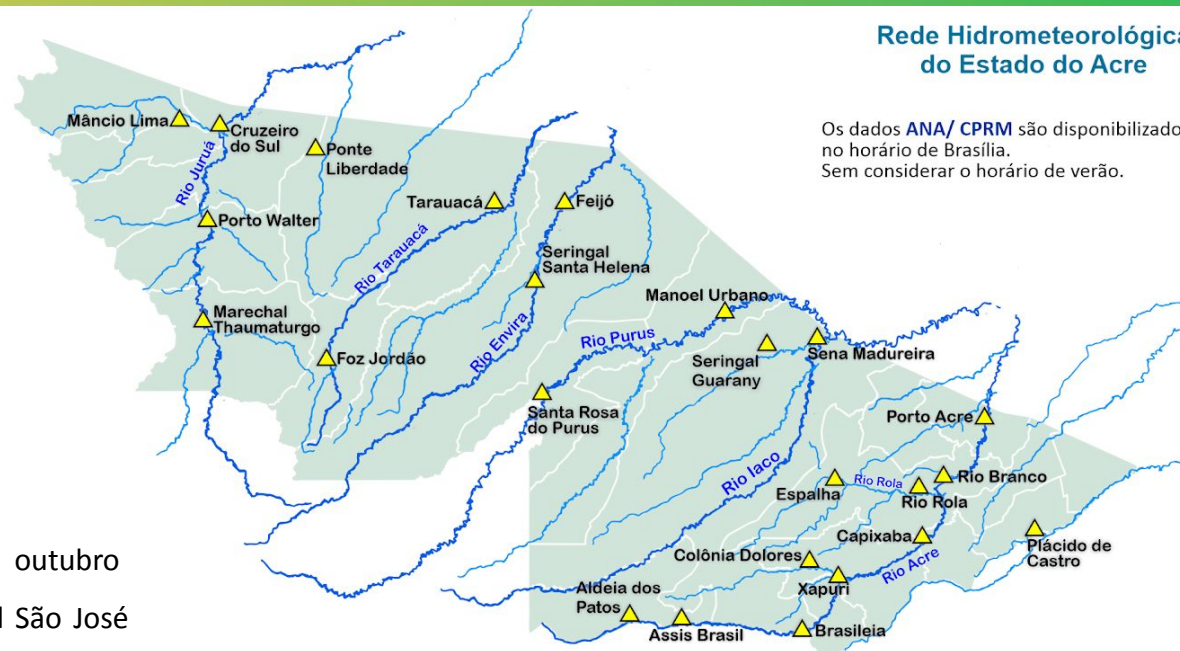 Rede Hidrometeorológica
do Estado do Acre
Os dados ANA/ CPRM são disponibilizado
no horário de Brasília.
Sem considerar o horário de verão.
Mâncio Lima
Cruzeiro
do Sul
Ponte
Liberdade
Rio Juruá
Porto Walter
Tarauacá
Feijó
Rio Tarauacá
Seringal
Santa Helena
Marechal
Thaumaturgo
Foz Jordão
Rio Envira
Manoel Urbano
Rio Purus
Seringal
Guarany
Sena Madureira
Santa Rosa
do Purus
Porto Acre
Rio Iaco
Espalha
Rio Rola
Rio Rola
Rio Branco
Capixaba
Plácido de
Castro
Colônia Dolores
Rio Acre
Xapuri
Aldeia dos
Patos
Assis Brasil
Brasileia
outubro
São José